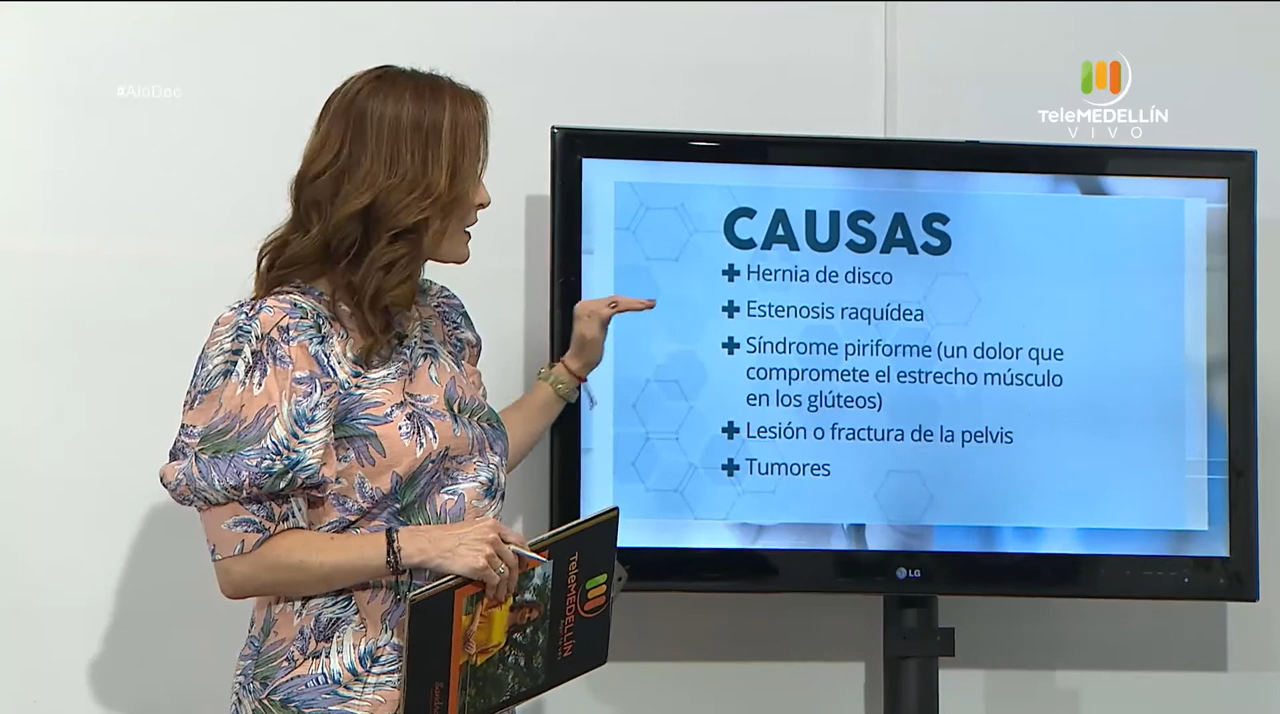 #AlóDoc
TeleMEDELLÍN
VIVO
CAUSAS
Hernia de disco
Estenosis raquídea
Síndrome piriforme (un dolor que
compromete el estrecho músculo
en los glúteos)
Lesión o fractura de la pelvis
Tumores
LG
TeleMEDELLÍN